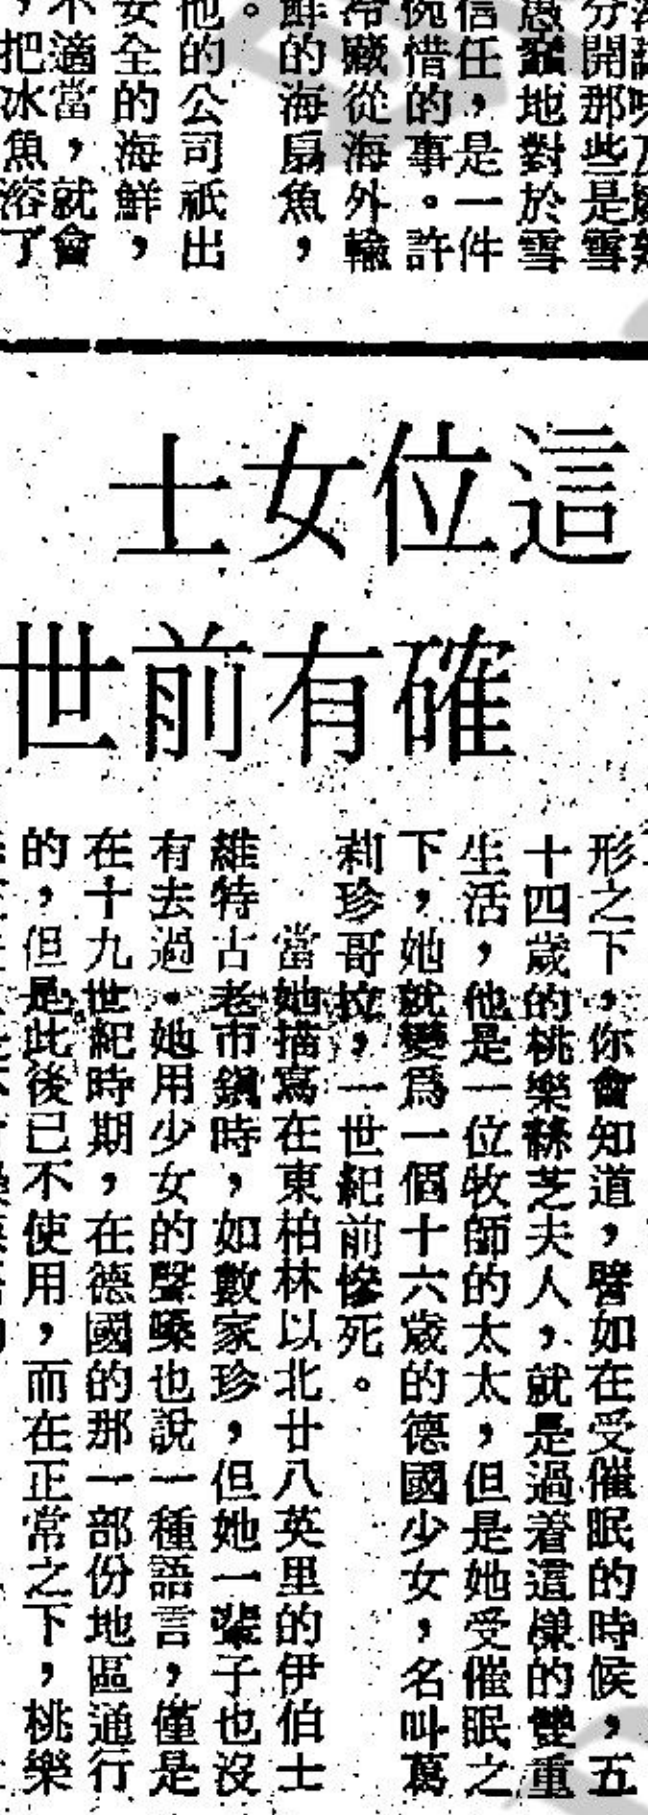 分開那些是雪
愚蠢地對於雪
信任，是一件
惋惜的事。許
冷藏從海外輸
鮮的海扇魚，
。
他的公司祇出
安全的海鮮，
不適當，就會
，把冰魚溶了
這位女士
確有前世
形之下，你會知道，譬如在受催眠的時候，五
十四歲的桃樂絲芝夫人，就是過着這樣的雙重
生活，他是一位牧師的太太，但是她受催眠之
下，她就變爲一個十六歲的德國少女，名叫葛
莉珍哥拉，一世紀前慘死。
當她描寫在東柏林以北廿八英里的伊伯士
維特古老市鎭時，如數家珍，但她一輩子也沒
有去過。她用少女的聲嗓也說一種語言，僅是
在十九世紀時期，在德國的那一部份地區通行
的，但是此後已不使用，而在正常之下，桃樂